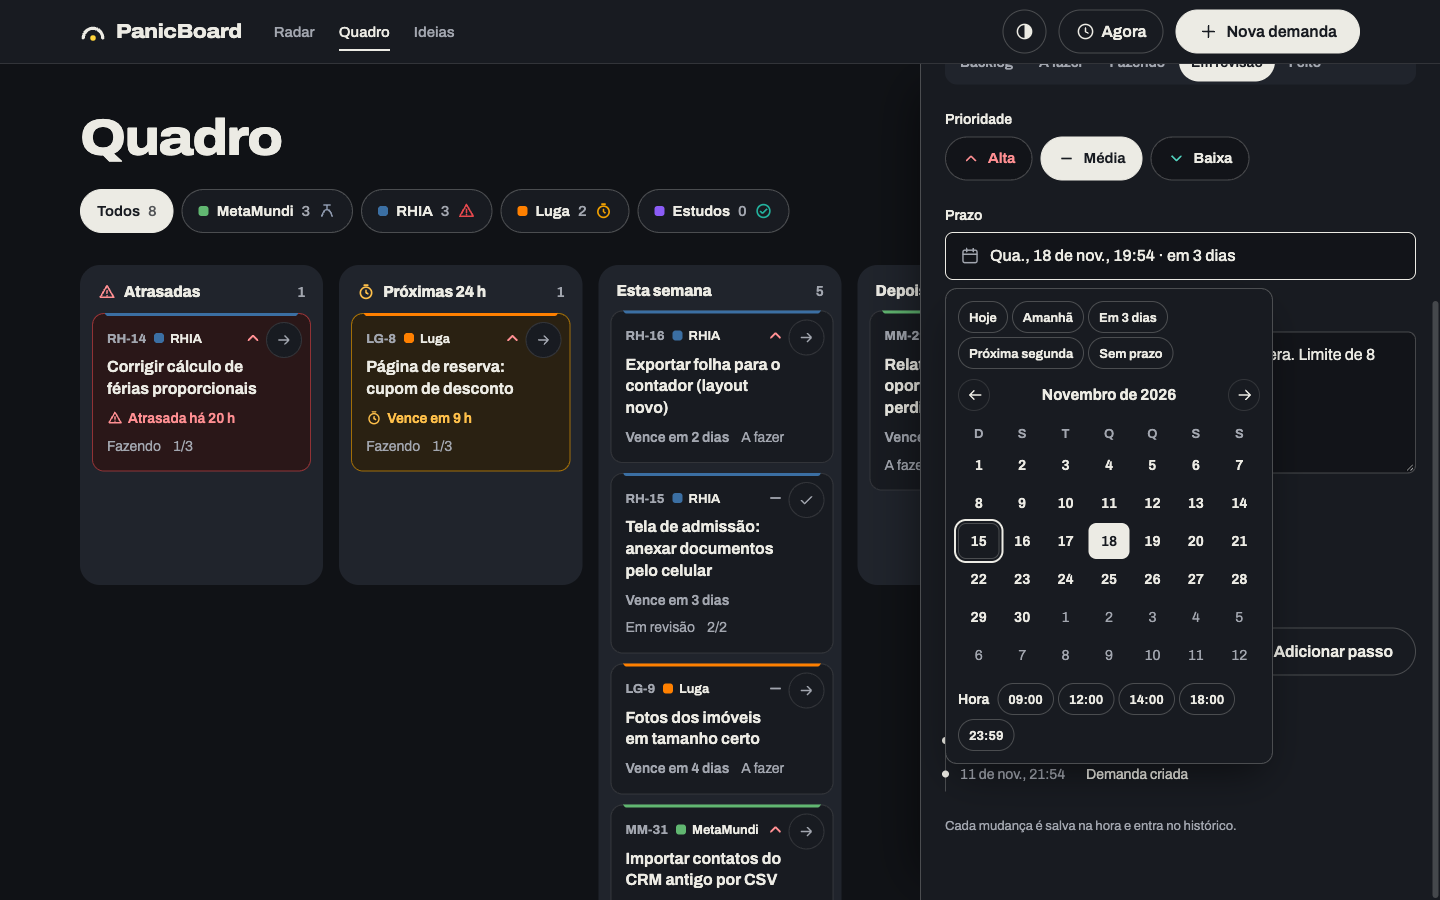 PanicBoard
Radar
Quadro
Ideias
Agora
Nova demanda
Backlog
A fazer
Fazendo
Em revisão
Feito
Quadro
Todos 8
MetaMundi 3
RHIA 3
Luga 2
Estudos 0
Atrasadas 1
RH-14 RHIA
Corrigir cálculo de
férias proporcionais
Atrasada há 20 h
Fazendo 1/3
Próximas 24 h 1
LG-8 Luga
Página de reserva:
cupom de desconto
Vence em 9 h
Fazendo 1/3
Esta semana 5
RH-16 RHIA
Exportar folha para o
contador (layout
novo)
Vence em 2 dias A fazer
RH-15 RHIA
Tela de admissão:
anexar documentos
pelo celular
Vence em 3 dias
Em revisão 2/2
LG-9 Luga
Fotos dos imóveis
em tamanho certo
Vence em 4 dias A fazer
MM-31 MetaMundi
Importar contatos do
CRM antigo por CSV
Prioridade
Alta
Média
Baixa
Prazo
Qua., 18 de nov., 19:54 · em 3 dias
Hoje
Amanhã
Em 3 dias
Próxima segunda
Sem prazo
Novembro de 2026
D S T Q Q S S
1 2 3 4 5 6 7
8 9 10 11 12 13 14
15 16 17 18 19 20 21
22 23 24 25 26 27 28
29 30 1 2 3 4 5
6 7 8 9 10 11 12
Hora 09:00 12:00 14:00 18:00
23:59
Limite de 8
Adicionar passo
11 de nov., 21:54 Demanda criada
Cada mudança é salva na hora e entra no histórico.